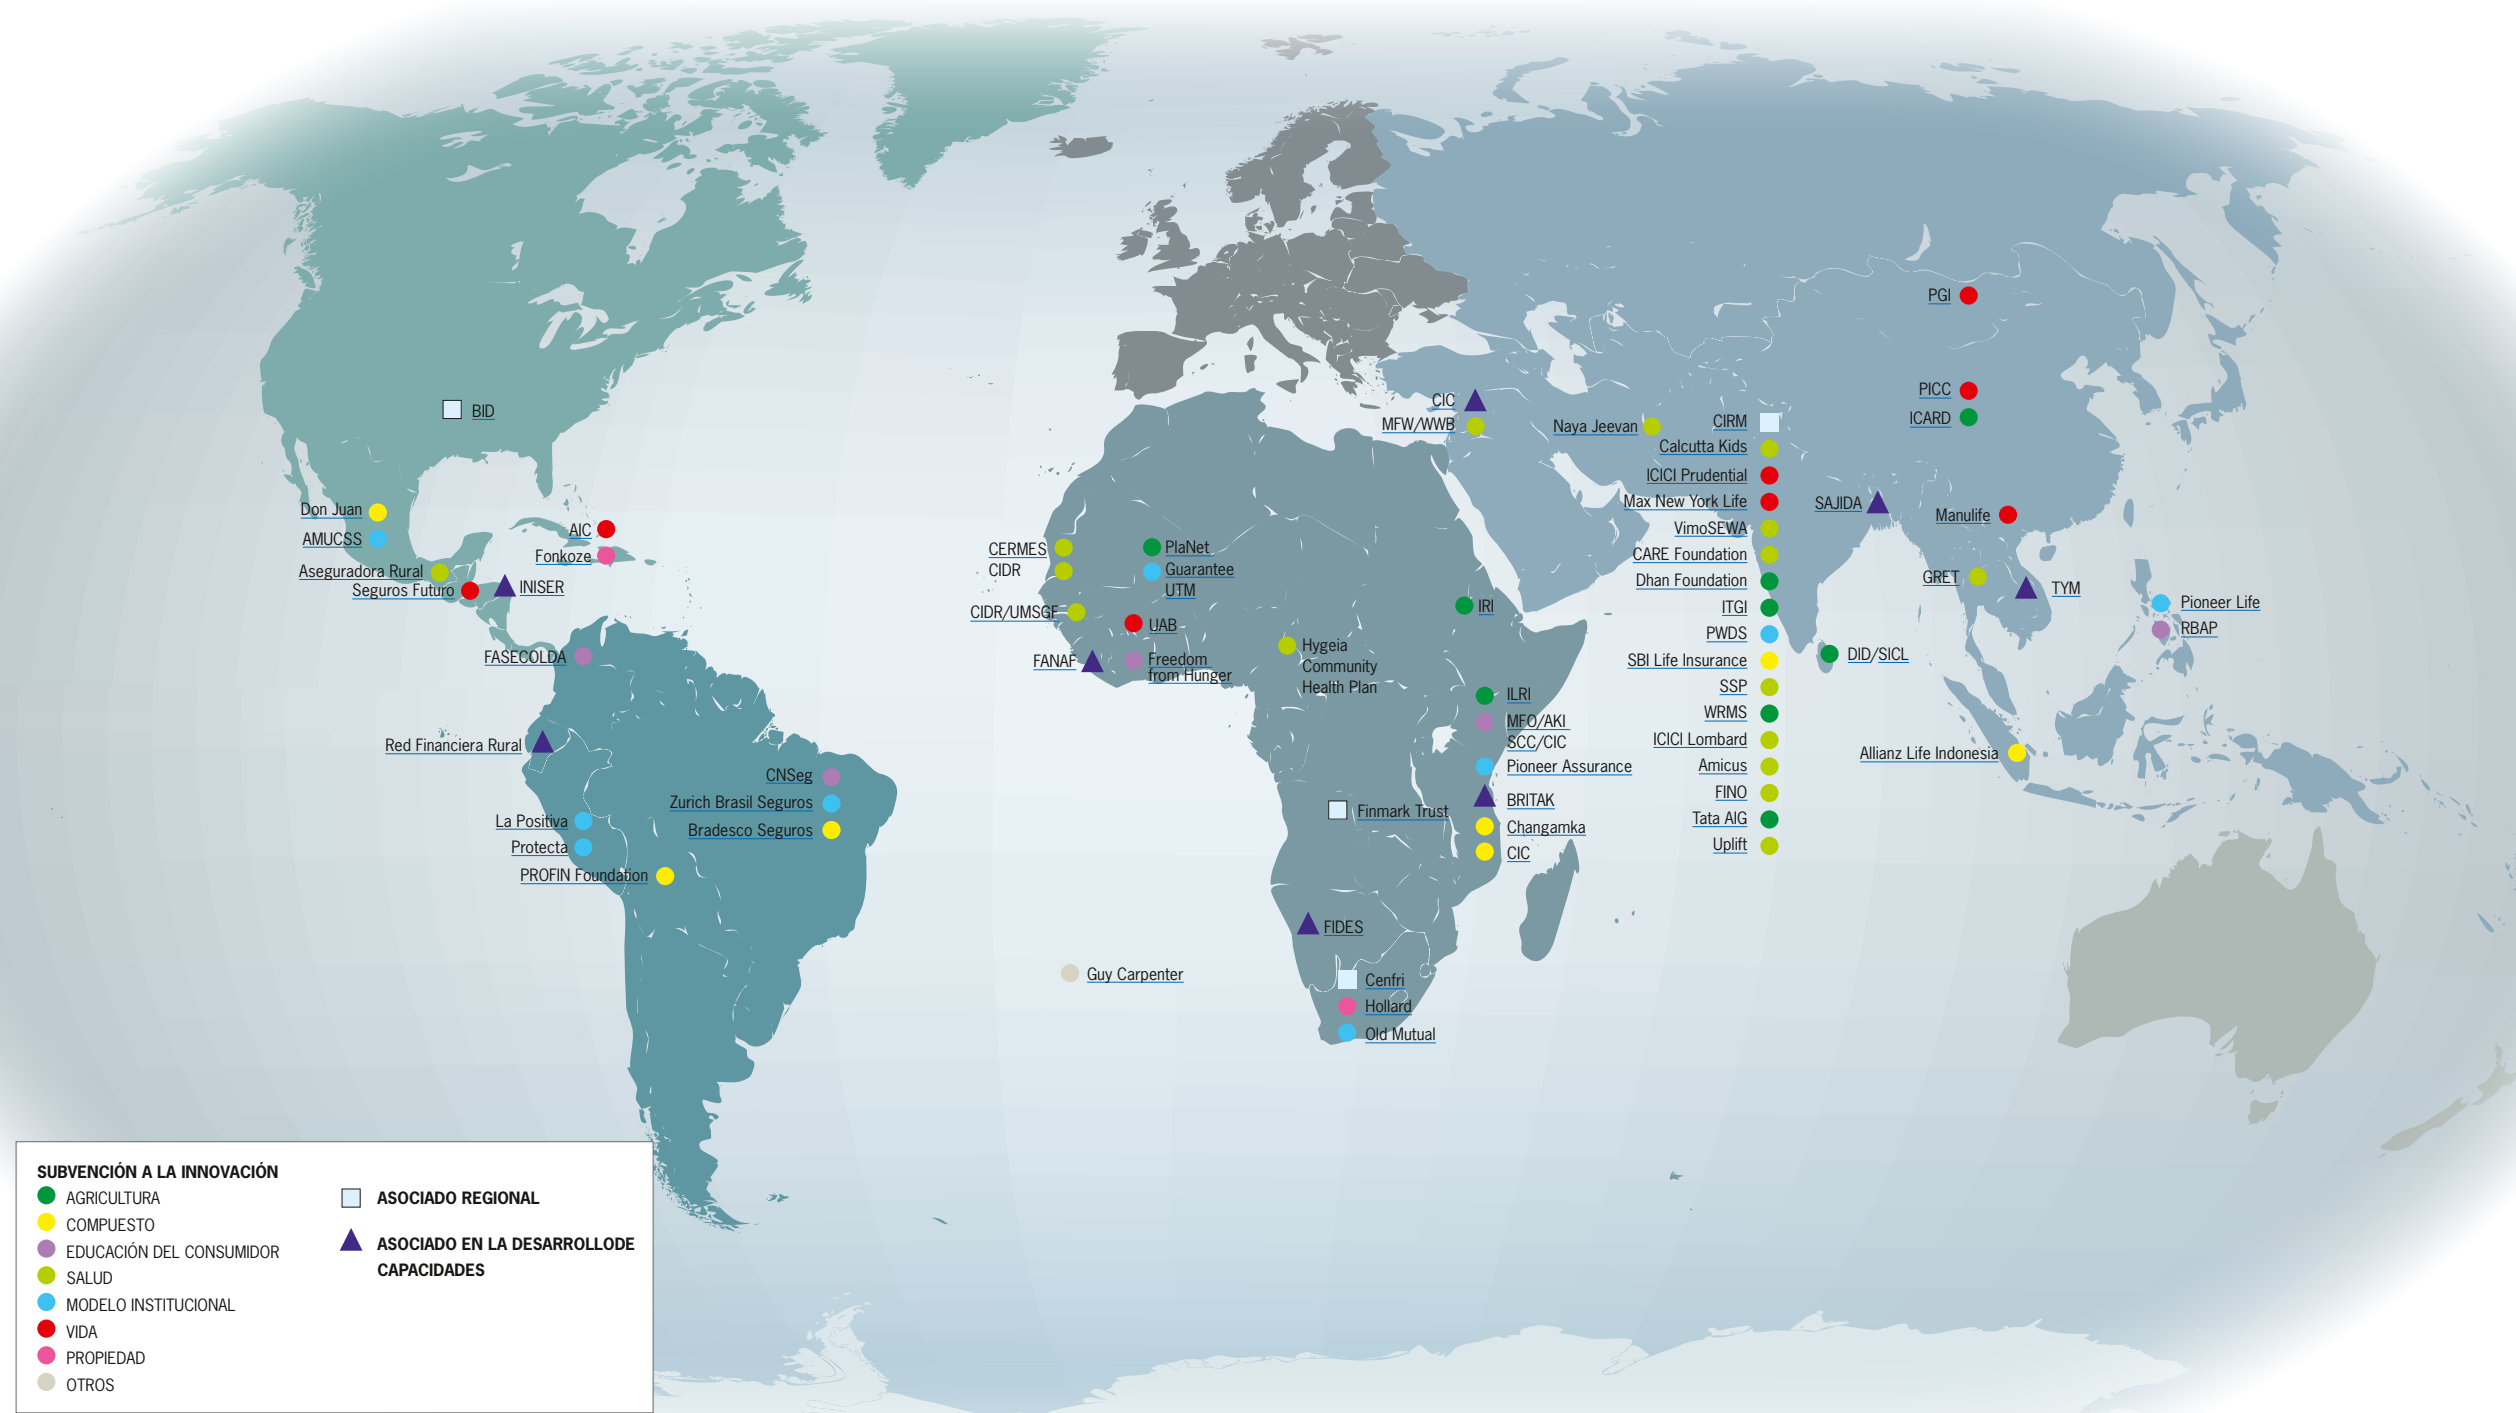 PGI
PICC
ICARD
BID
CIC
MFW/WWB
Naya Jeevan
CIRM
Calcutta Kids
ICICI Prudential
Max New York Life
VimoSEWA
CARE Foundation
Dhan Foundation
ITGI
PWDS
SBI Life Insurance
SSP
WRMS
ICICI Lombard
Amicus
FINO
Tata AIG
Uplift
SAJIDA
Manulife
GRET
TYM
Pioneer Life
RBAP
DID/SICL
Allianz Life Indonesia
Don Juan
AMUCSS
AIC
Fonkoze
Aseguradora Rural
Seguros Futuro
INISER
FASECOLDA
Red Financiera Rural
CNSeg
Zurich Brasil Seguros
Bradesco Seguros
La Positiva
Protecta
PROFIN Foundation
CERMES
CIDR
CIDR/UMSGF
PlaNet
Guarantee
UTM
UAB
FANAF
Freedom
from Hunger
Hygeia
Community
Health Plan
IRI
ILRI
MFO/AKI
SCC/CIC
Pioneer Assurance
BRITAK
Changamka
CIC
Finmark Trust
FIDES
Cenfri
Hollard
Old Mutual
Guy Carpenter
SUBVENCIÓN A LA INNOVACIÓN
AGRICULTURA
COMPUESTO
EDUCACIÓN DEL CONSUMIDOR
SALUD
MODELO INSTITUCIONAL
VIDA
PROPIEDAD
OTROS
ASOCIADO REGIONAL
ASOCIADO EN LA DESARROLLODE
CAPACIDADES